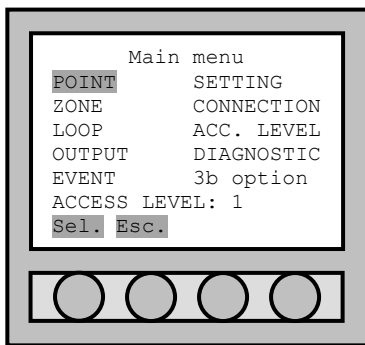 Main menu
POINT SETTING
ZONE CONNECTION
LOOP ACC. LEVEL
OUTPUT DIAGNOSTIC
EVENT 3b option
ACCESS LEVEL: 1
Sel. Esc.